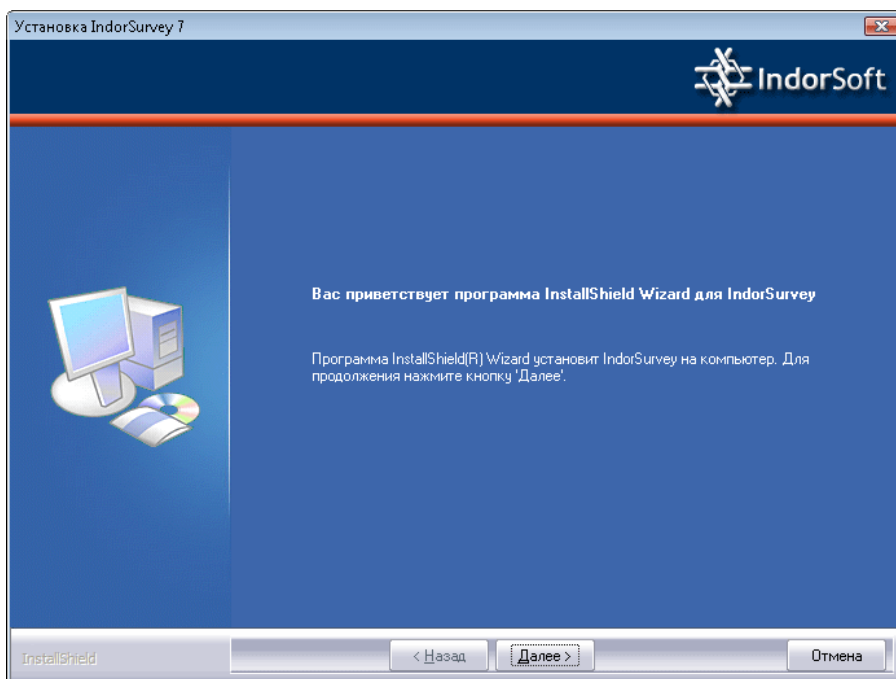 Установка IndorSurvey 7
IndorSoft
Вас приветствует программа InstallShield Wizard для IndorSurvey
Программа InstallShield(R) Wizard установит IndorSurvey на компьютер. Для
продолжения нажмите кнопку 'Далее'.
InstallShield
< Назад
Далее >
Отмена